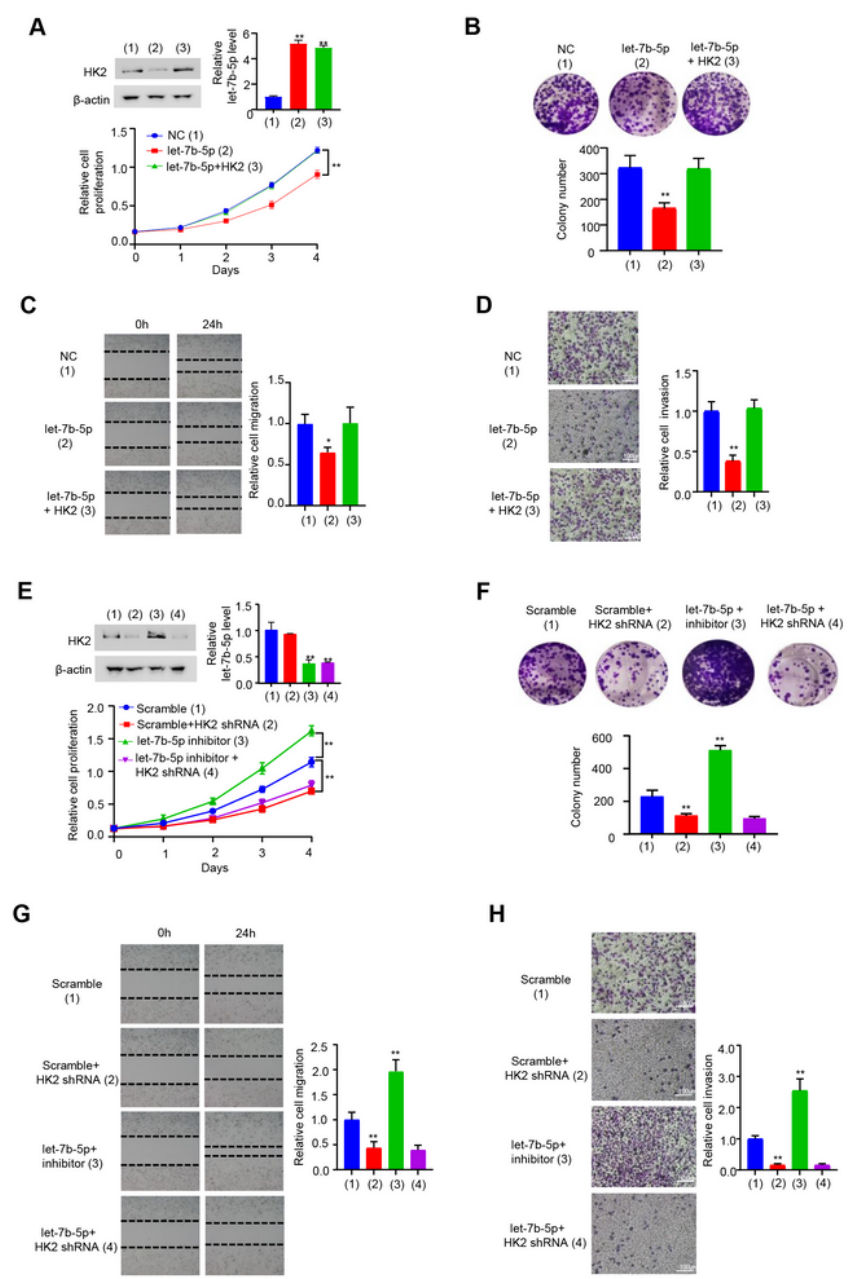 A
(1) (2) (3)
HK2
β-actin
Relative
let-7b-5p level
6
4
2
0
**
**
(1) (2) (3)
NC (1)
let-7b-5p (2)
let-7b-5p+HK2 (3)
Relative cell
proliferation
1.5
1.0
0.5
0.0
**
0 1 2 3 4
Days
B
NC
(1)
let-7b-5p
(2)
let-7b-5p
+ HK2 (3)
Colony number
400
300
200
100
0
**
(1) (2) (3)
C
0h 24h
NC
(1)
let-7b-5p
(2)
let-7b-5p
+ HK2 (3)
Relative cell migration
1.5
1.0
0.5
0.0
*
(1) (2) (3)
D
NC
(1)
let-7b-5p
(2)
let-7b-5p
+ HK2 (3)
Relative cell invasion
1.5
1.0
0.5
0.0
**
(1) (2) (3)
E
(1) (2) (3) (4)
HK2
β-actin
Relative
let-7b-5p level
1.5
1.0
0.5
0.0
** **
(1) (2) (3) (4)
Scramble (1)
Scramble+HK2 shRNA (2)
let-7b-5p inhibitor (3)
let-7b-5p inhibitor +
HK2 shRNA (4)
Relative cell proliferation
2.0
1.5
1.0
0.5
0.0
**
**
0 1 2 3 4
Days
F
Scramble
(1)
Scramble+
HK2 shRNA (2)
let-7b-5p +
inhibitor (3)
let-7b-5p +
HK2 shRNA (4)
Colony number
600
400
200
0
**
**
(1) (2) (3) (4)
G
0h 24h
Scramble
(1)
Scramble+
HK2 shRNA (2)
let-7b-5p+
inhibitor (3)
let-7b-5p+
HK2 shRNA (4)
Relative cell migration
2.5
2.0
1.5
1.0
0.5
0.0
**
**
(1) (2) (3) (4)
H
Scramble
(1)
Scramble+
HK2 shRNA (2)
let-7b-5p+
inhibitor (3)
let-7b-5p+
HK2 shRNA (4)
Relative cell invasion
4.0
3.0
2.0
1.0
0.0
**
**
(1) (2) (3) (4)